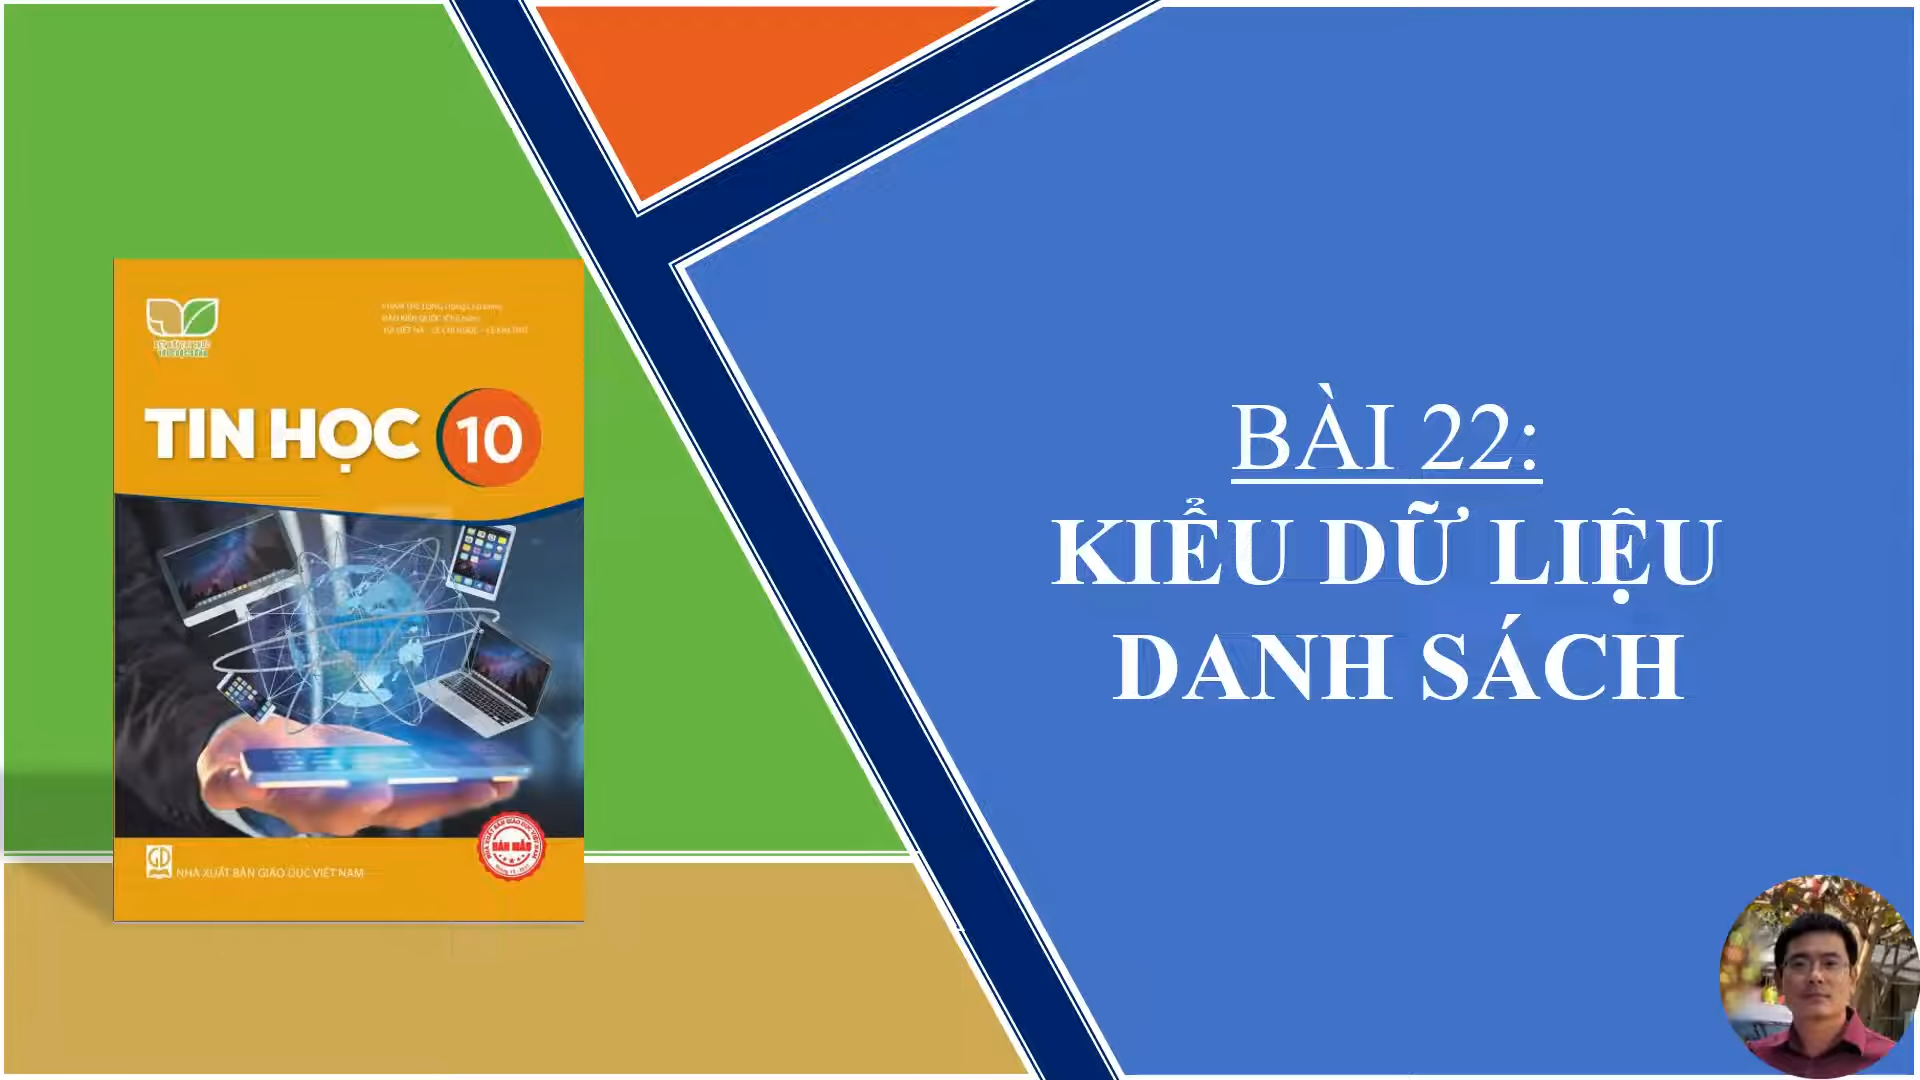 TIN HỌC 10
NHÀ XUẤT BẢN GIÁO DỤC VIỆT NAM
BÀI 22:
KIỂU DỮ LIỆU
DANH SÁCH